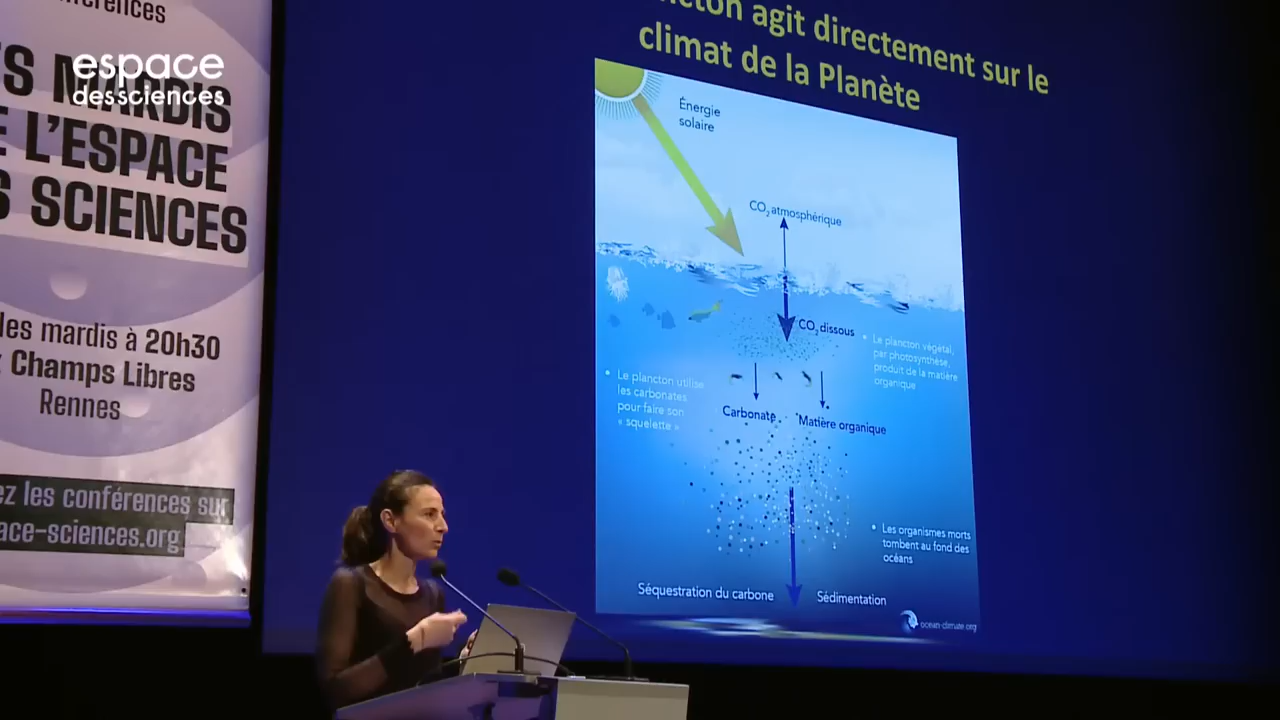 espace
des sciences
S MARDIS
E L'ESPACE
S SCIENCES
les mardis à 20h30
Champs Libres
Rennes
ez les conférences sur
ace-sciences.org
agit directement sur le
climat de la Planète
Énergie
solaire
CO2 atmosphérique
CO2 dissous
• Le plancton végétal,
par photosynthèse,
produit de la matière
organique
• Le plancton utilise
les carbonates
pour faire son
« squelette »
Carbonate
Matière organique
• Les organismes morts
tombent au fond des
océans
Séquestration du carbone
Sédimentation
ocean-climate.org